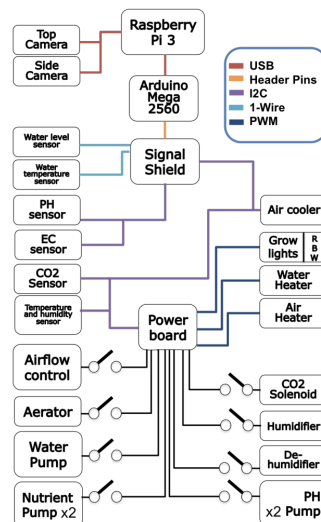 Top
Camera
Side
Camera
Raspberry
Pi 3
Arduino
Mega
2560
USB
Header Pins
I2C
1-Wire
PWM
Water level
sensor
Water
temperature
sensor
Signal
Shield
PH
sensor
EC
sensor
CO2
Sensor
Temperature
and humidity
sensor
Air cooler
Grow
lights
R
B
W
Water
Heater
Air
Heater
Power
board
Airflow
control
Aerator
Water
Pump
Nutrient
Pump x2
CO2
Solenoid
Humidifier
De-
humidifier
PH
x2 Pump